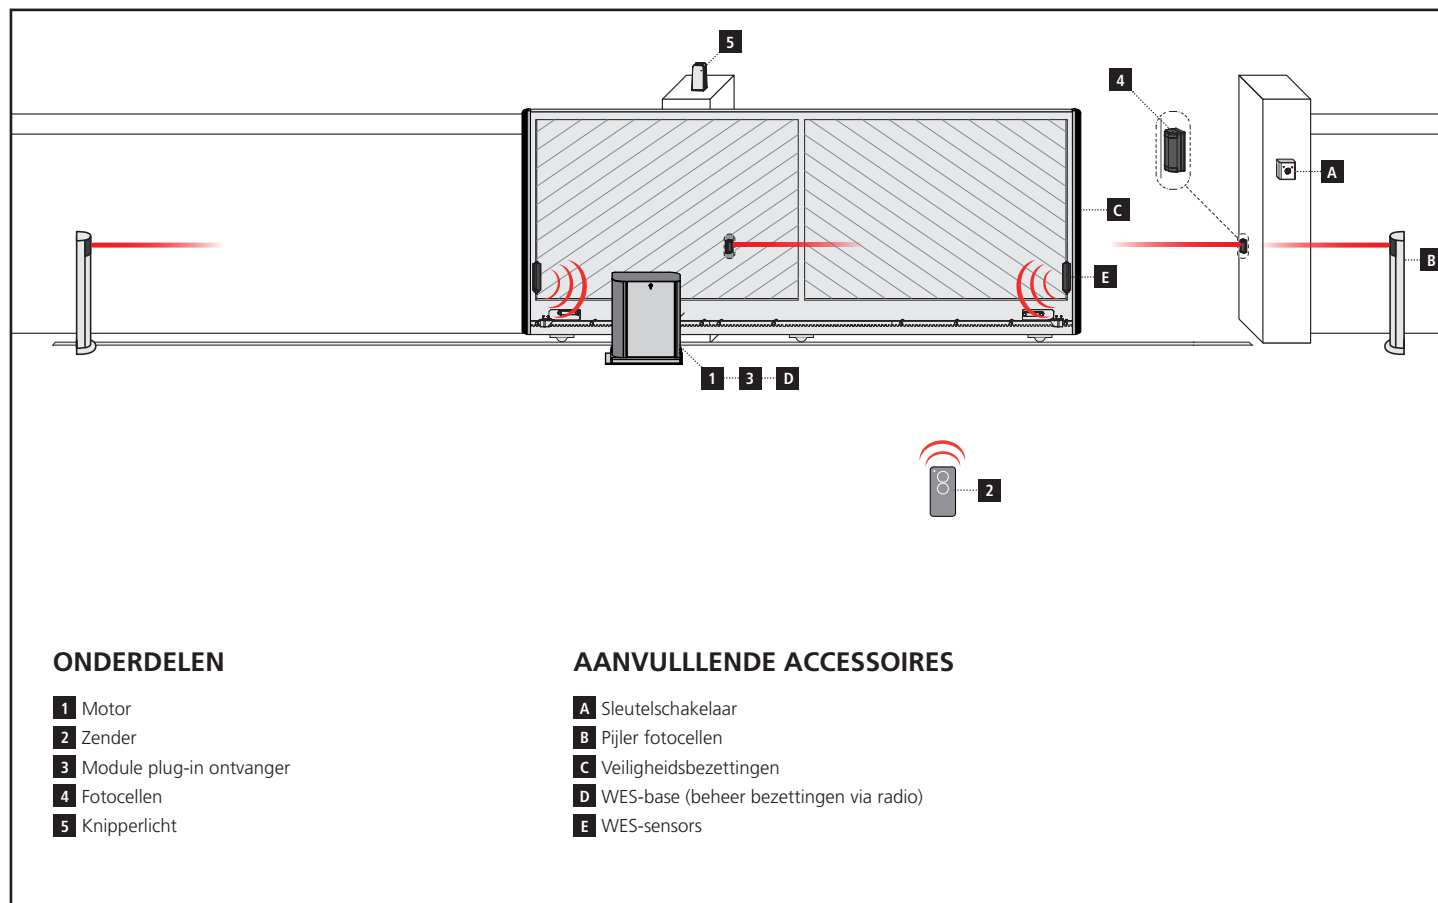 5
4
A
C
E
B
1 3 D
2
ONDERDELEN
1 Motor
2 Zender
3 Module plug-in ontvanger
4 Fotocellen
5 Knipperlicht
AANVULLLENDE ACCESSOIRES
A Sleutelschakelaar
B Pijler fotocellen
C Veiligheidsbezettingen
D WES-base (beheer bezettingen via radio)
E WES-sensors